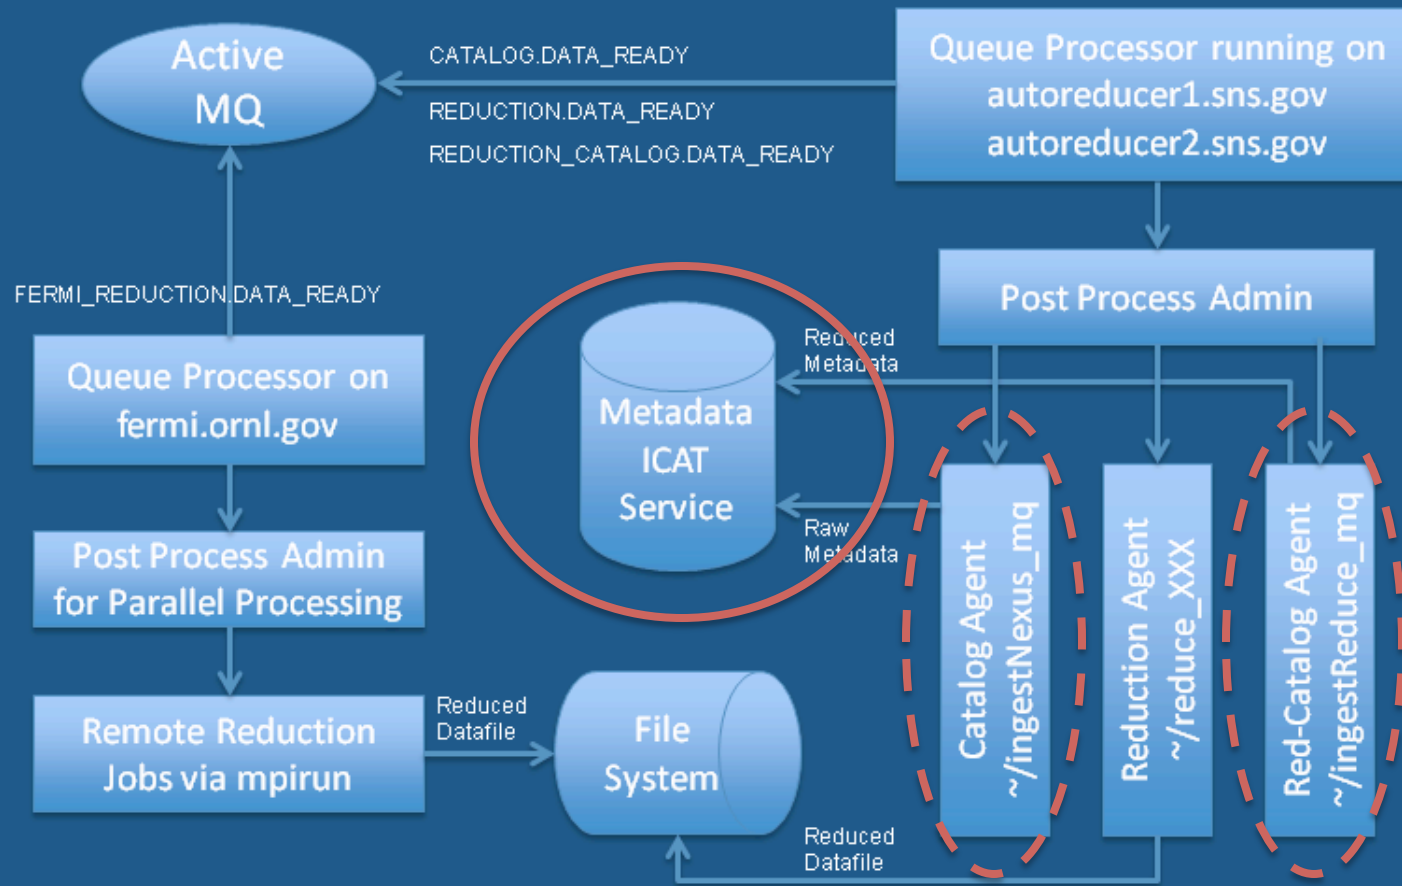 Active
MQ
CATALOG.DATA_READY
REDUCTION.DATA_READY
REDUCTION_CATALOG.DATA_READY
Queue Processor running on
autoreducer1.sns.gov
autoreducer2.sns.gov
FERMI_REDUCTION.DATA_READY
Post Process Admin
Queue Processor on
fermi.ornl.gov
Reduced
Metadata
Metadata
ICAT
Service
Raw
Metadata
Post Process Admin
for Parallel Processing
Catalog Agent
~/ingestNexus_mq
Reduction Agent
~/reduce_XXX
Red-Catalog Agent
~/ingestReduce_mq
Remote Reduction
Jobs via mpirun
Reduced
Datafile
File
System
Reduced
Datafile